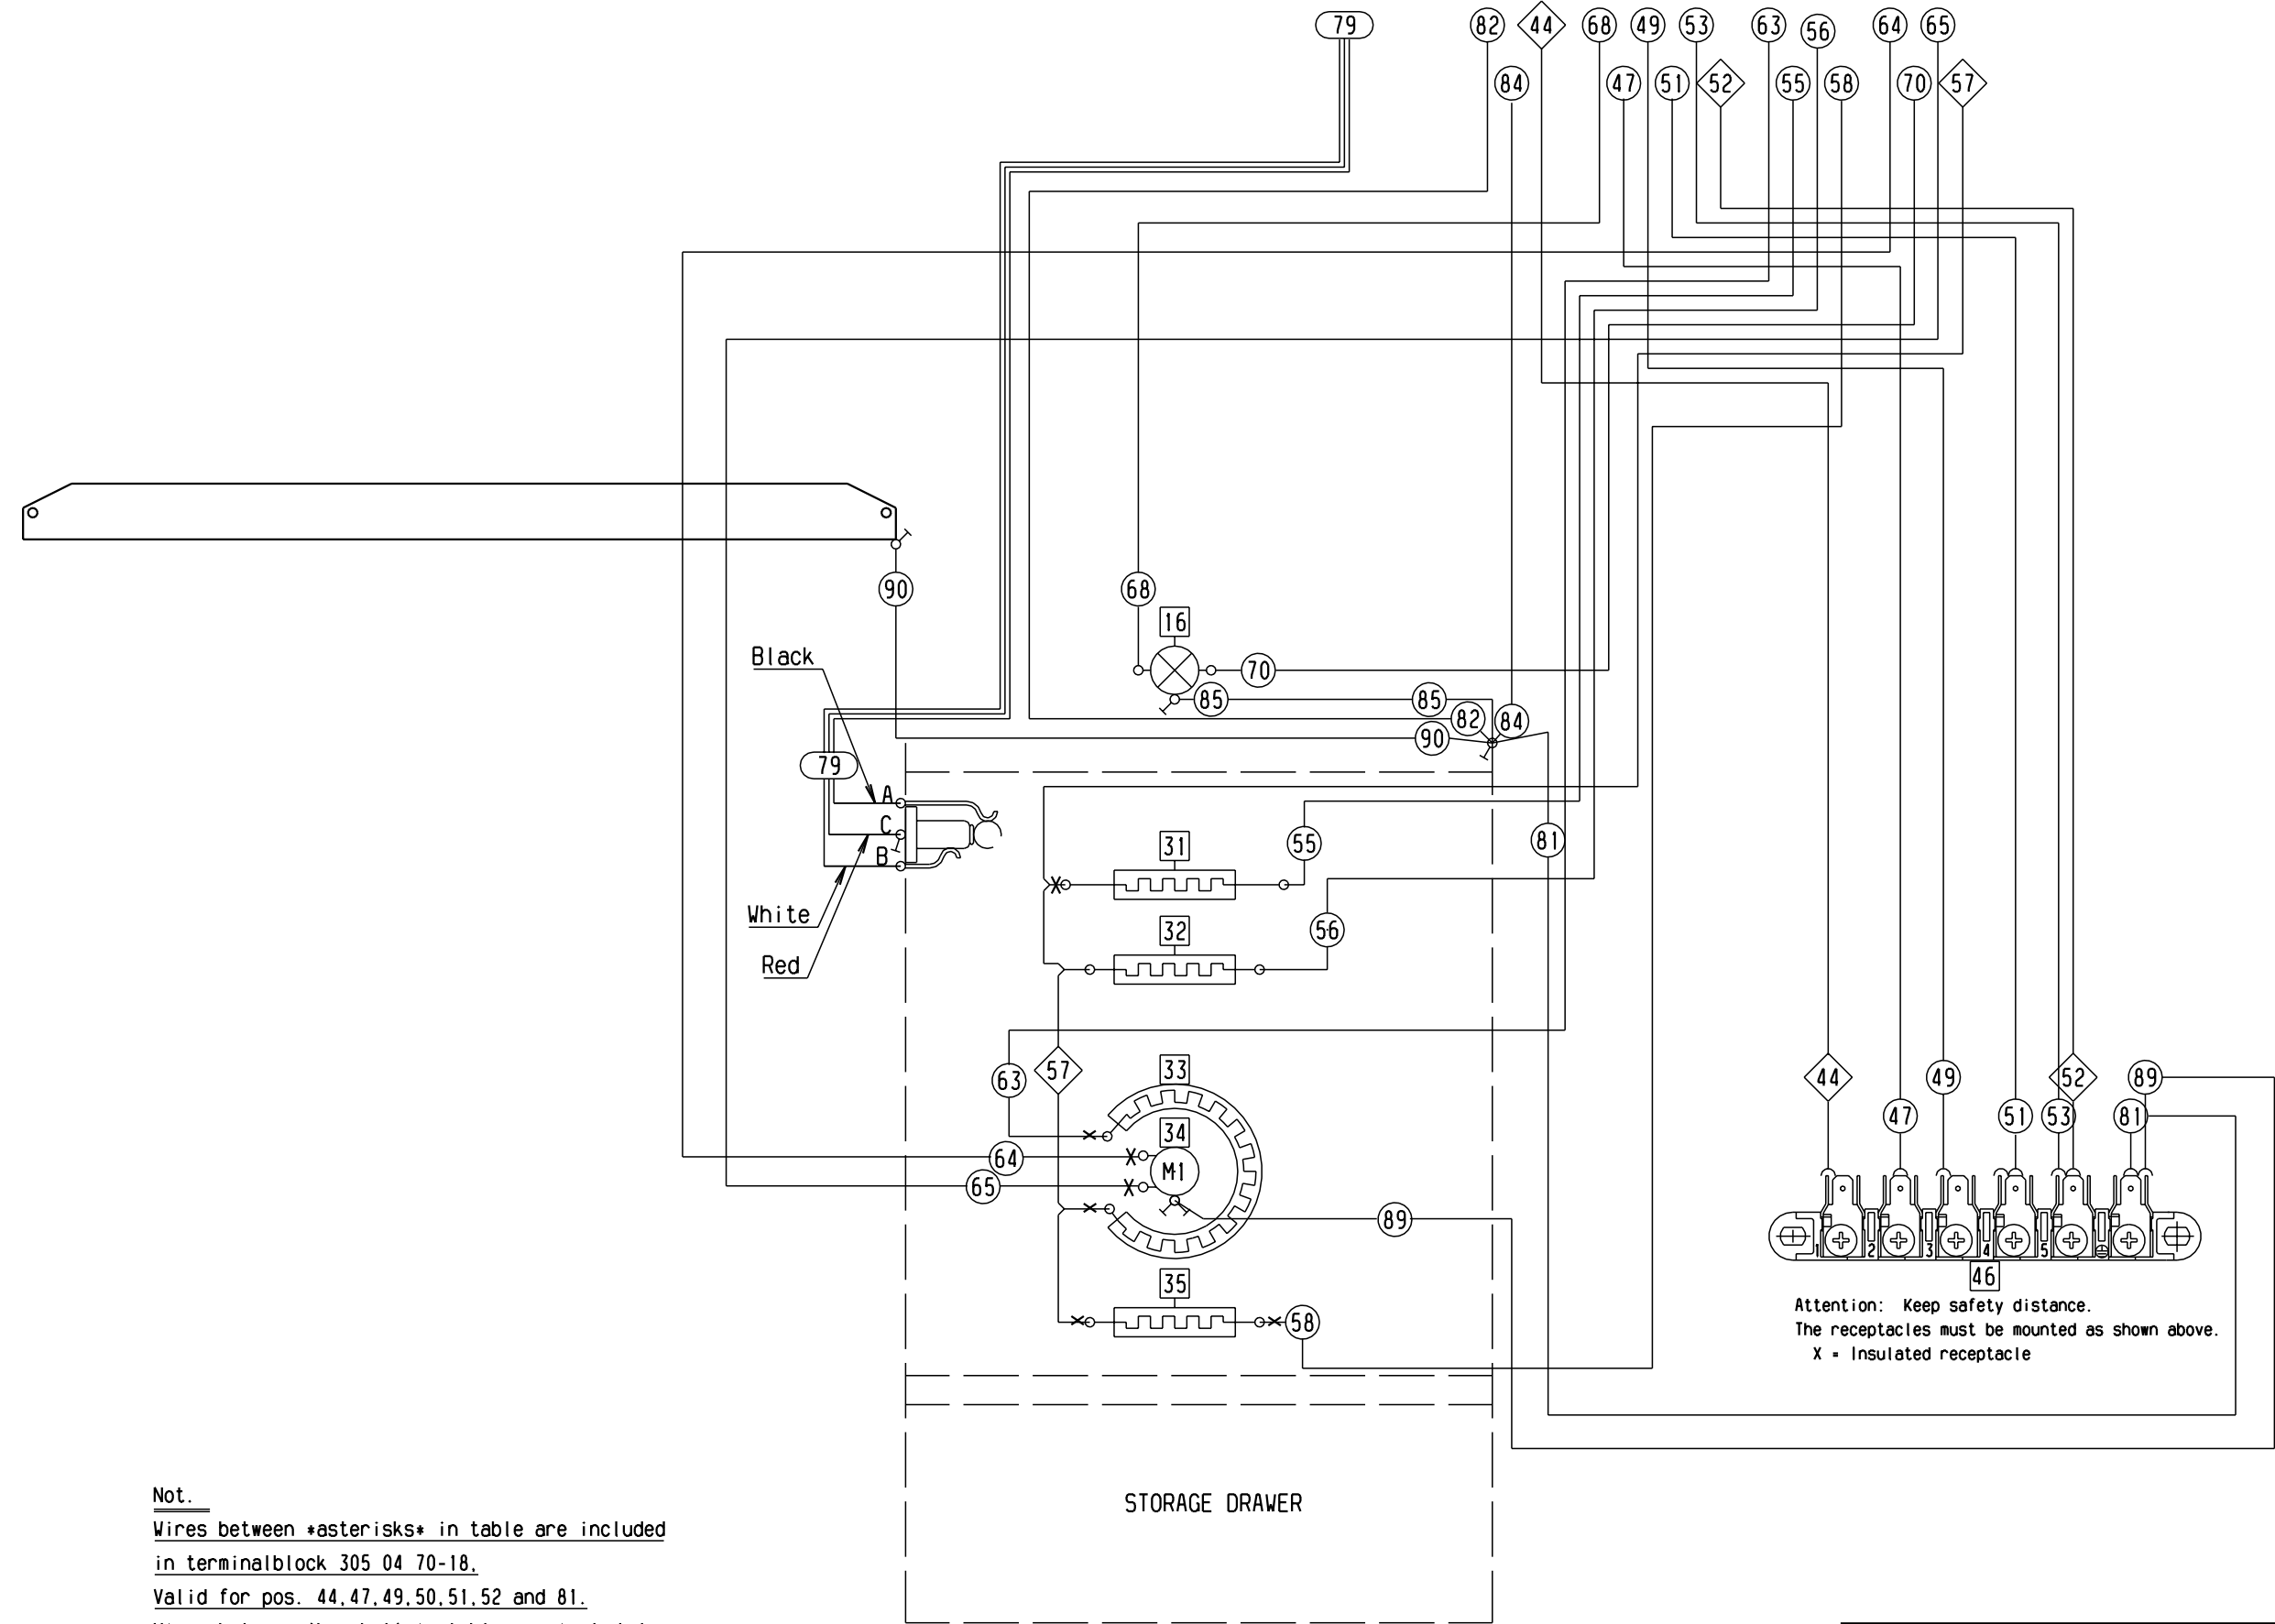 79 82 44 68 49 53 63 56 64 65
84 47 51 52 55 58 70 57
90
68
16
Black
70
85 85
82 84
90
79
A
C
B
31
55
81
White
32
56
Red
57
63
33
44 49 52 89
34
47 51 53 81
M1
64
65
89
1 2 3 4 5
46
35
58
Attention: Keep safety distance.
The receptacles must be mounted as shown above.
X = Insulated receptacle
STORAGE DRAWER
Not.
Wires between *asterisks* in table are included
in terminalblock 305 04 70-18.
Valid for pos. 44,47,49,50,51,52 and 81.